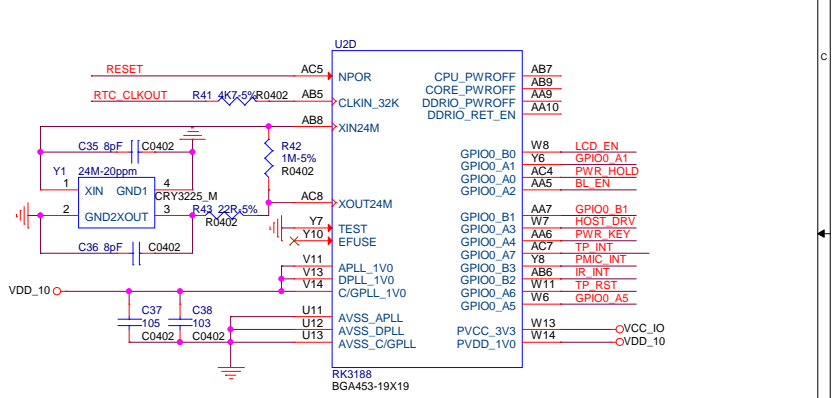 U2D
RESET
AC5
NPOR
CPU_PWROFF
AB7
CORE_PWROFF
AB9
RTC_CLKOUT
R41 4K7-5%
R0402
AB5
CLKIN_32K
DDRIO_PWROFF
AA9
DDRIO_RET_EN
AA10
AB8
XIN24M
C35 8pF
C0402
R42
1M-5%
R0402
GPIO0_B0
W8
LCD_EN
GPIO0_A1
Y6
GPIO0_A1
GPIO0_A0
AC4
PWR_HOLD
GPIO0_A2
AA5
BL_EN
Y1
24M-20ppm
1
XIN
GND1
4
CRY3225_M
2
GND2
XOUT
3
R43 22R-5%
R0402
AC8
XOUT24M
GPIO0_B1
AA7
GPIO0_B1
GPIO0_A3
W7
HOST_DRV
Y7
TEST
GPIO0_A4
AA6
PWR_KEY
Y10
EFUSE
GPIO0_A7
AC7
TP_INT
C36 8pF
C0402
GPIO0_B3
Y8
PMIC_INT
V11
APLL_1V0
GPIO0_B2
AB6
IR_INT
V13
DPLL_1V0
GPIO0_A6
W11
TP_RST
VDD_10
V14
C/GPLL_1V0
GPIO0_A5
W6
GPIO0_A5
C37
105
C0402
C38
103
C0402
U11
AVSS_APLL
U12
AVSS_DPLL
PVCC_3V3
W13
VCC_IO
U13
AVSS_C/GPLL
PVDD_1V0
W14
VDD_10
RK3188
BGA453-19X19
C